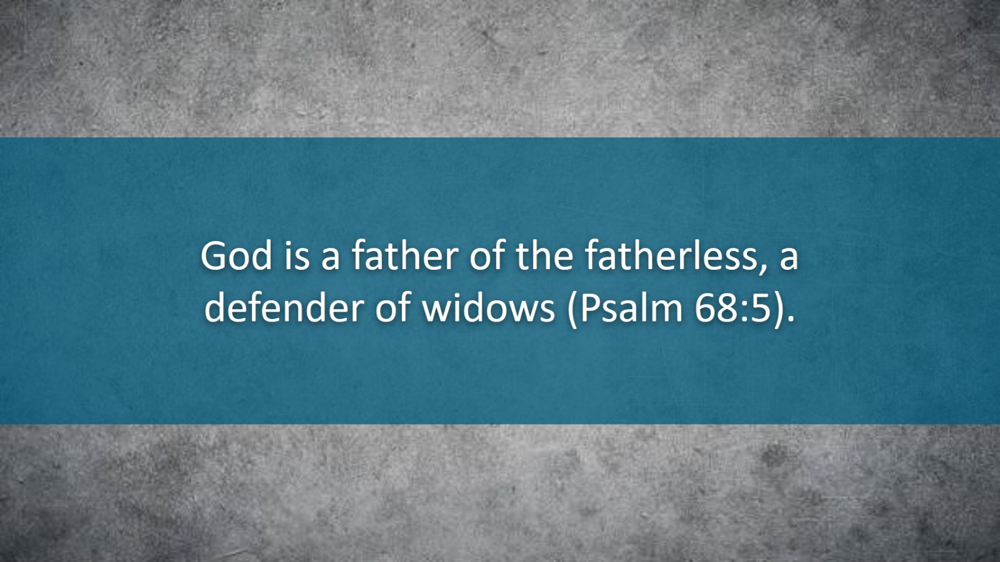 God is a father of the fatherless, a
defender of widows (Psalm 68:5).